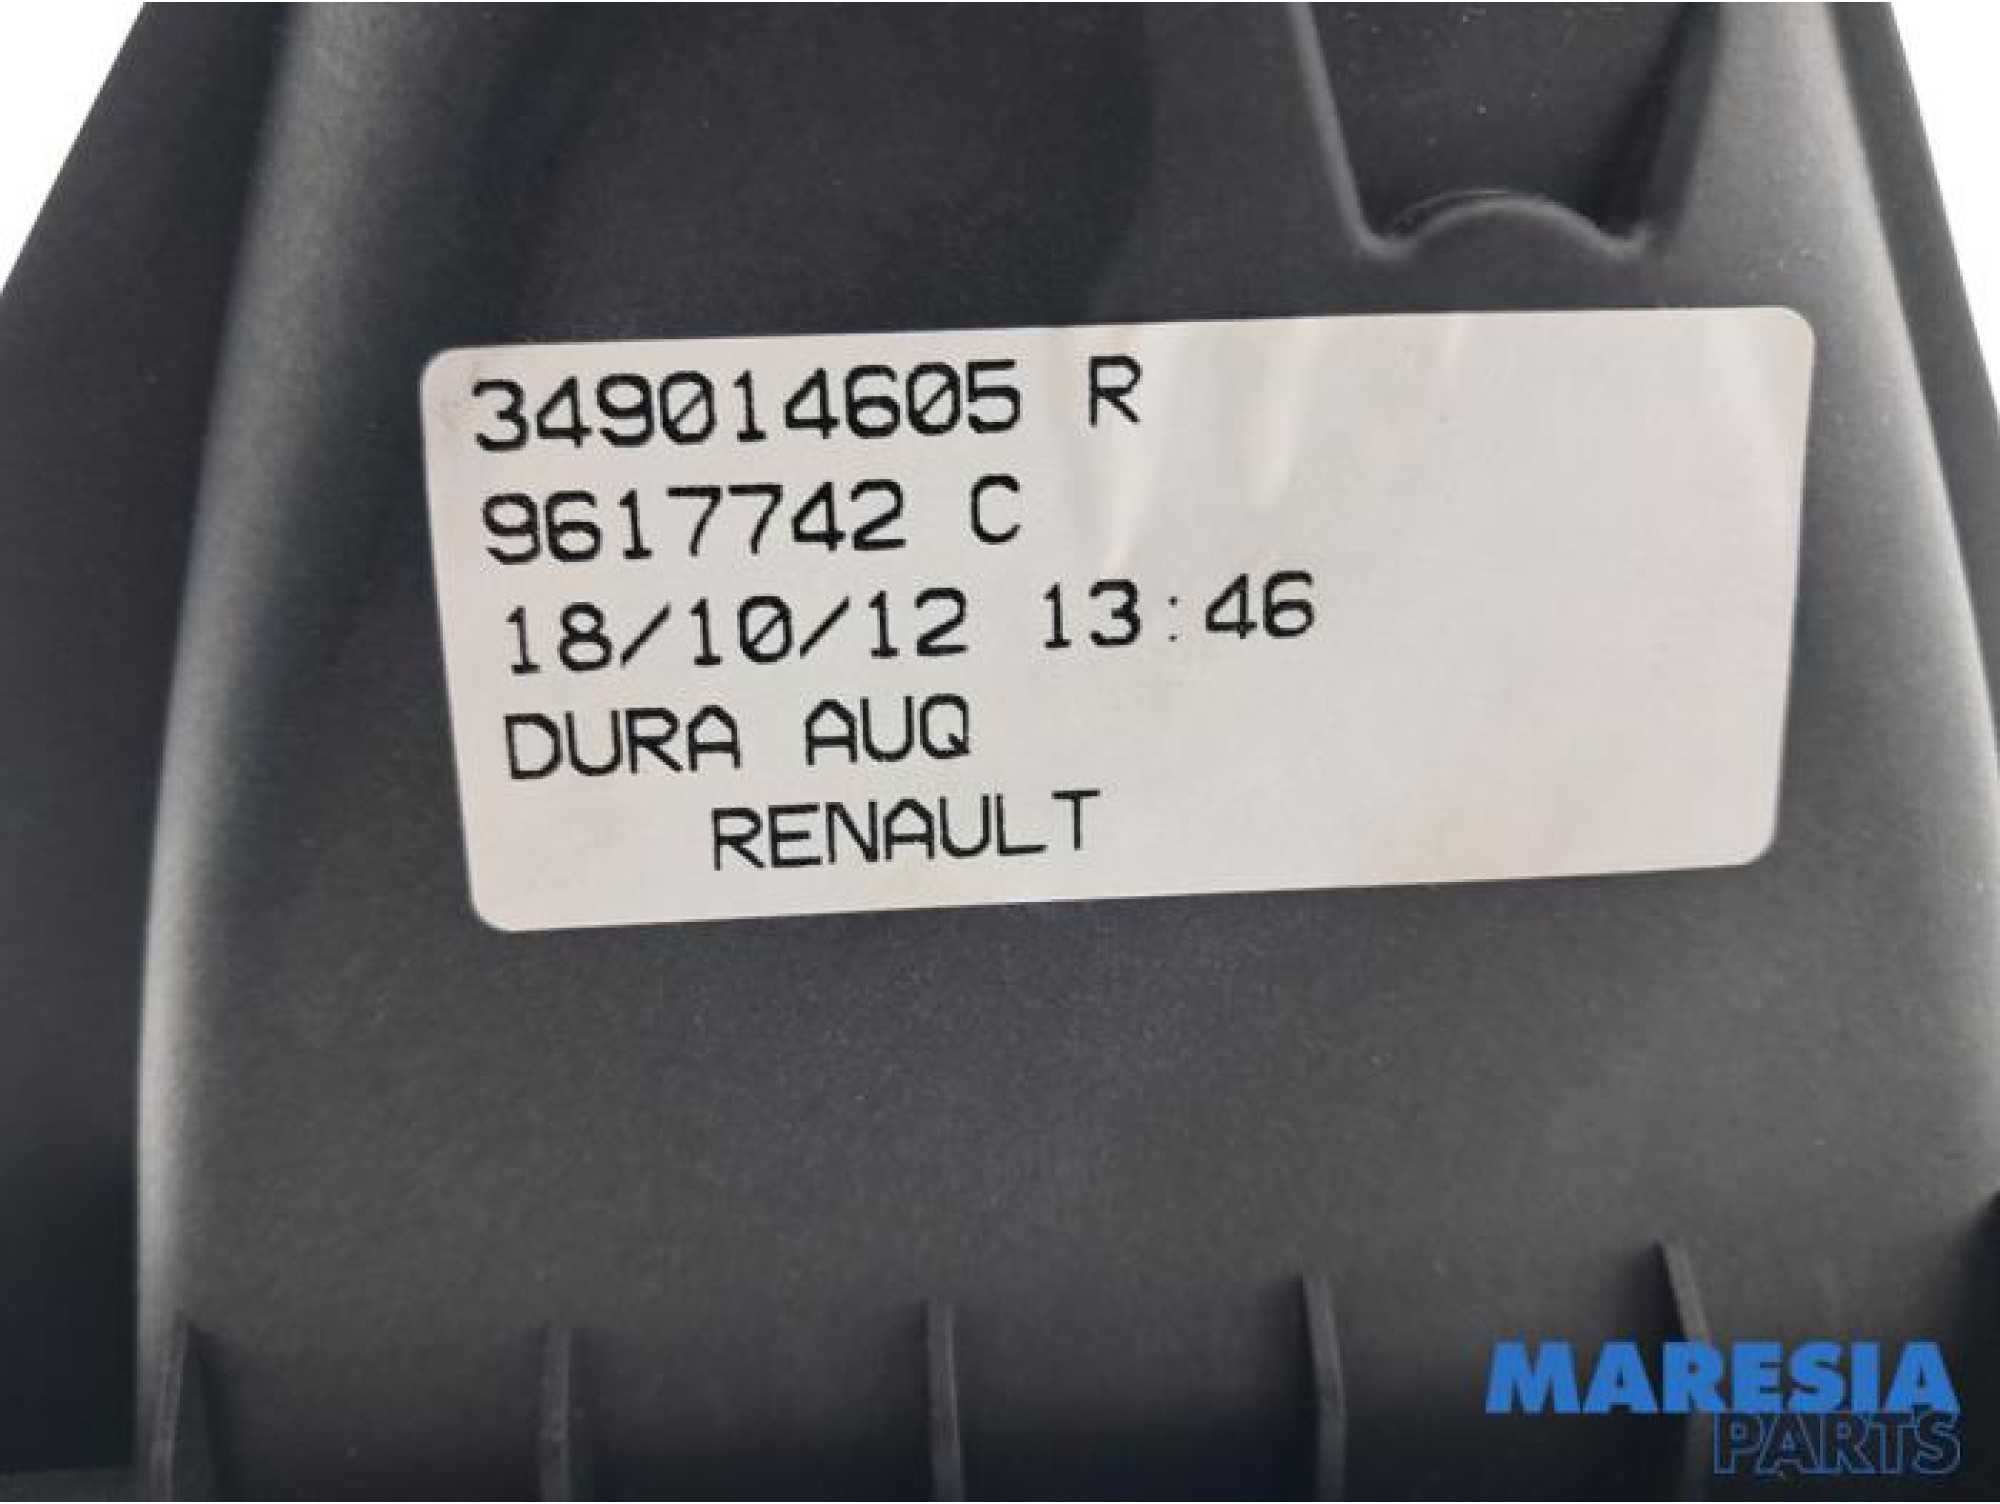 349014605 R
9617742 C
18/10/12 13:46
DURA AUQ
RENAULT
MARESIA
PARTS